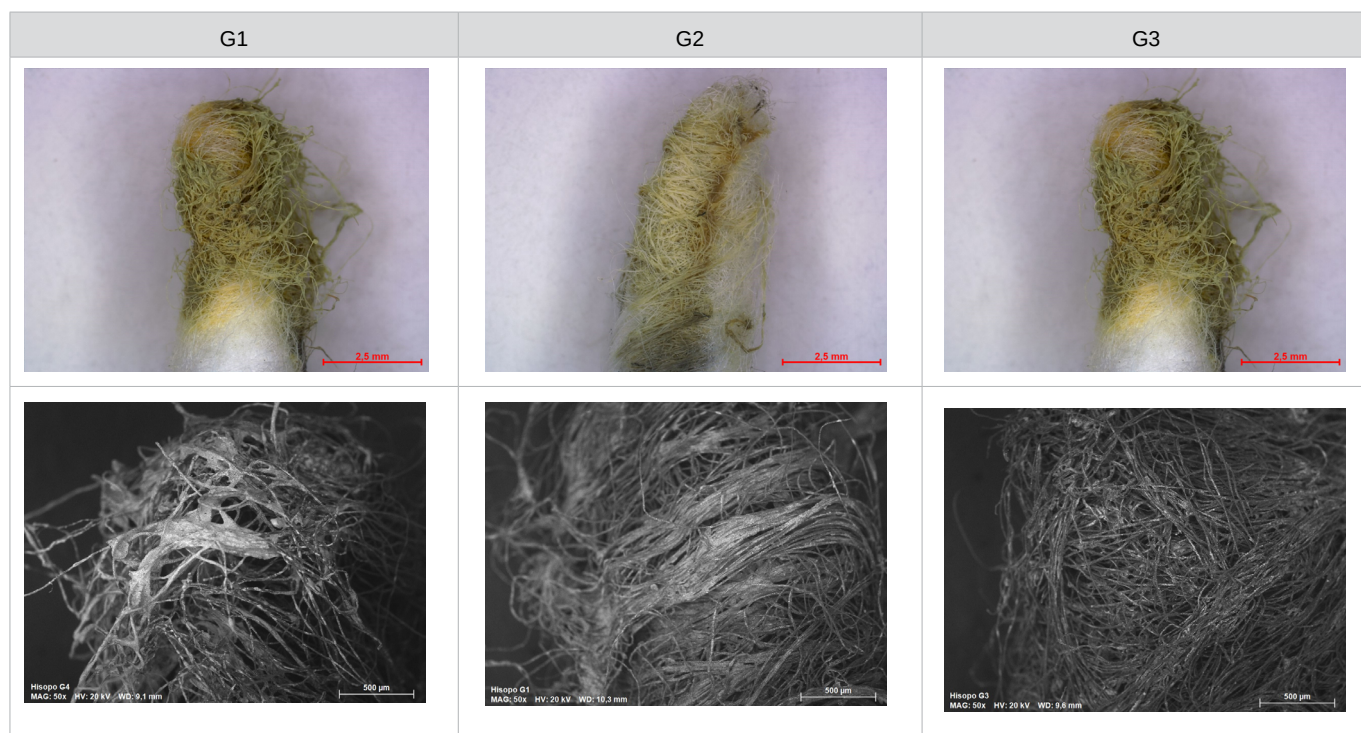 G1
G2
G3
2,5 mm
2,5 mm
2,5 mm
Hisopo G4
MAG: 50x HV: 20 kV WD: 9,1 mm
500 µm
Hisopo G1
MAG: 50x HV: 20 kV WD: 10,3 mm
500 µm
Hisopo G3
MAG: 50x HV: 20 kV WD: 9,6 mm
500 µm